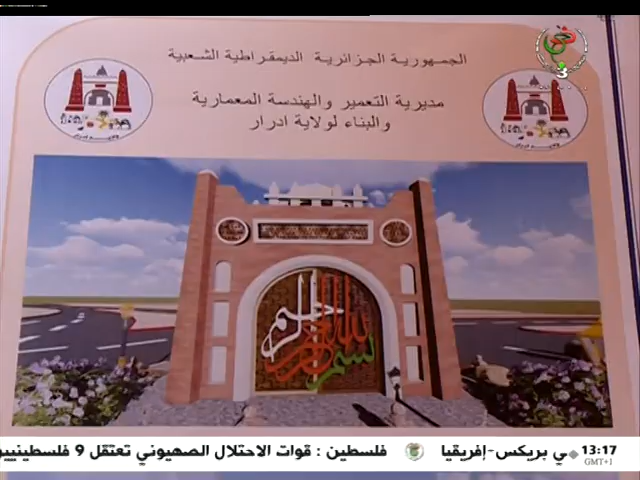 الجمهورية الجزائرية الديمقراطية الشعبية
مديرية التعمير والهندسة المعمارية
والبناء لولاية ادرار
بسم الله الرحمن الرحيم
3
ي بريكس-إفريقيا
فلسطين : قوات الاحتلال الصهيوني تعتقل 9 فلسطينيين
13:17
GMT+1